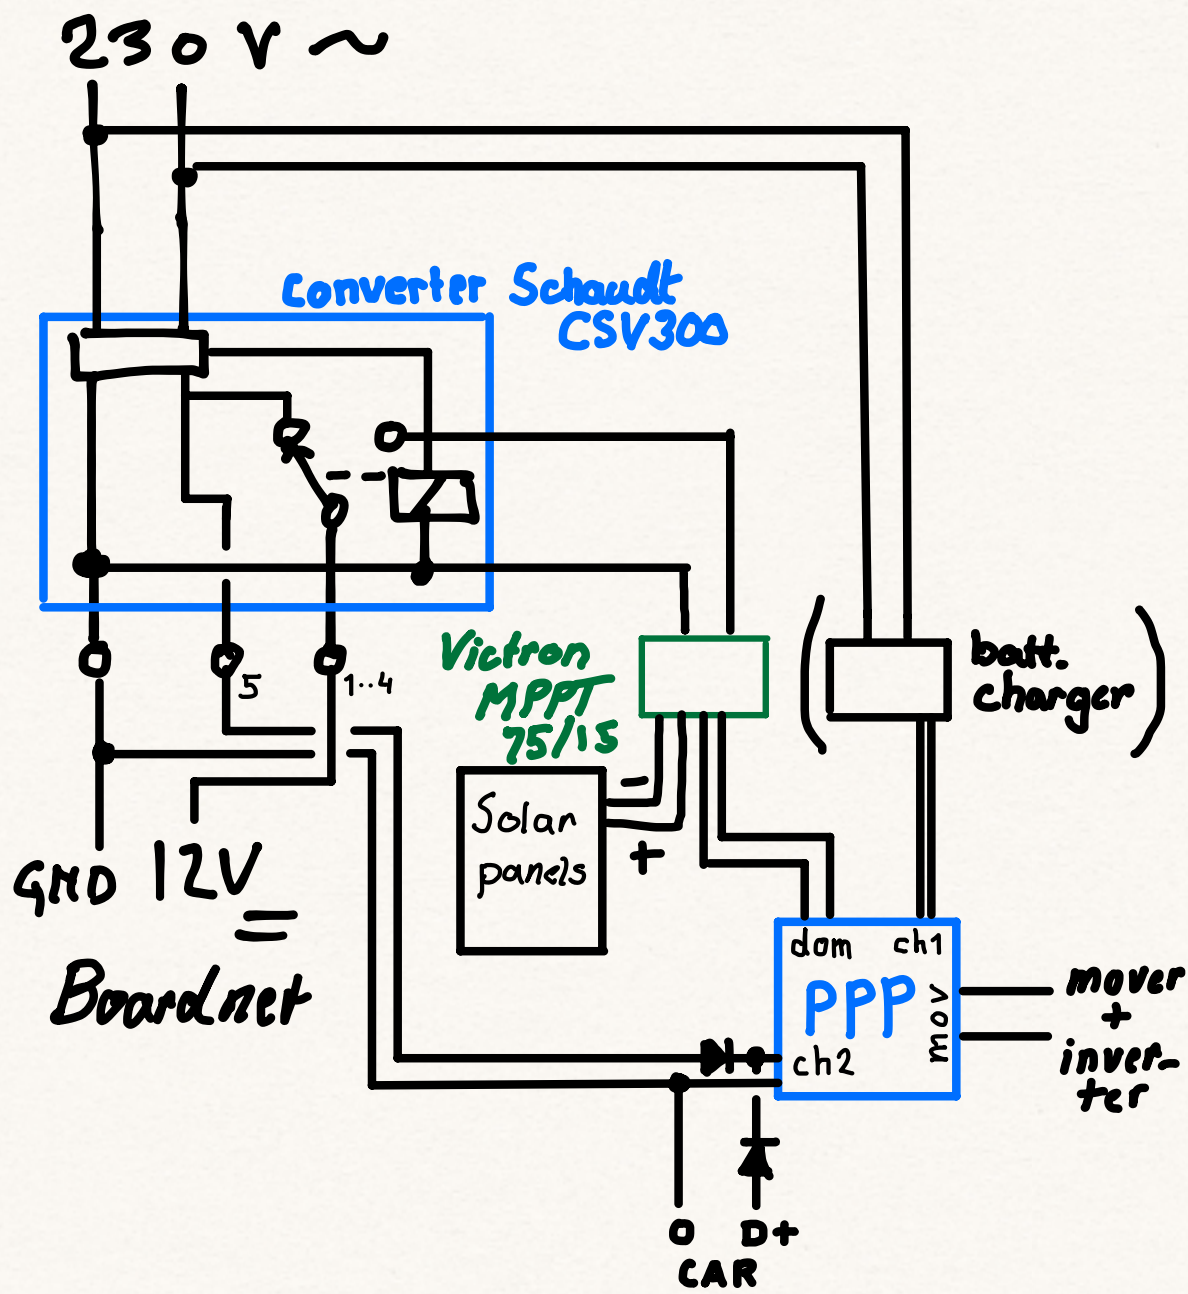 230 V ~
Converter Schaudt
CSV300
Victron
MPPT
75/15
batt.
charger
5
1..4
-
+
Solar
panels
GND
12V
=
Boardnet
dom
ch1
PPP
mov
ch2
mover
+
inver-
ter
0
D+
CAR